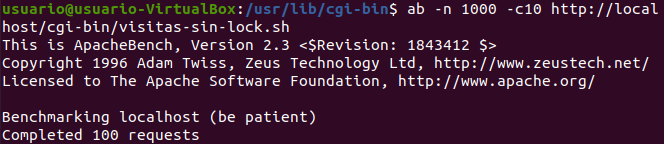 usuario@usuario-VirtualBox:/usr/lib/cgi-bin$ ab -n 1000 -c10 http://local
host/cgi-bin/visitas-sin-lock.sh
This is ApacheBench, Version 2.3 <$Revision: 1843412 $>
Copyright 1996 Adam Twiss, Zeus Technology Ltd, http://www.zeustech.net/
Licensed to The Apache Software Foundation, http://www.apache.org/

Benchmarking localhost (be patient)
Completed 100 requests